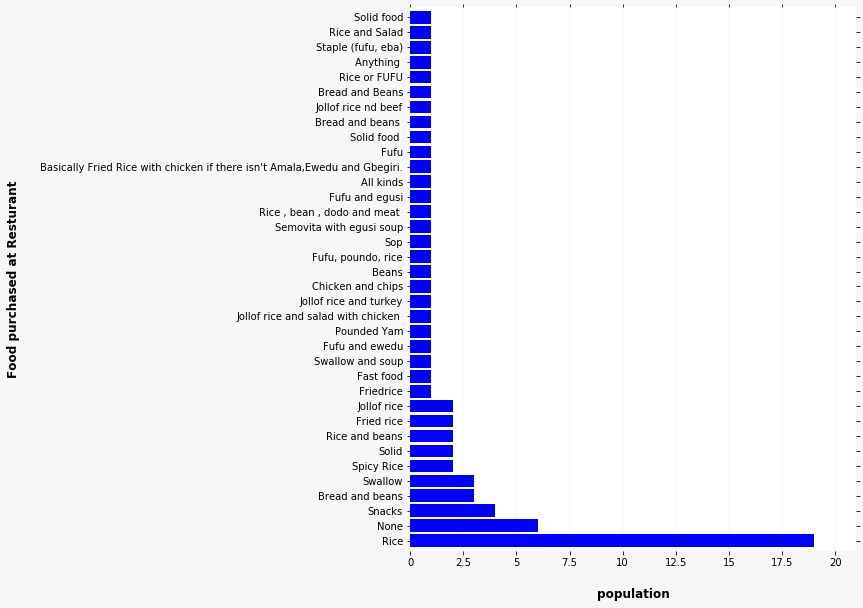 Solid food
Rice and Salad
Staple (fufu, eba)
Anything
Rice or FUFU
Bread and Beans
Jollof rice nd beef
Bread and beans
Solid food
Fufu
Basically Fried Rice with chicken if there isn't Amala,Ewedu and Gbegiri.
All kinds
Fufu and egusi
Rice , bean , dodo and meat
Semovita with egusi soup
Sop
Fufu, poundo, rice
Beans
Chicken and chips
Jollof rice and turkey
Jollof rice and salad with chicken
Pounded Yam
Fufu and ewedu
Swallow and soup
Fast food
Friedrice
Jollof rice
Fried rice
Rice and beans
Solid
Spicy Rice
Swallow
Bread and beans
Snacks
None
Rice
Food purchased at Resturant
0 2.5 5 7.5 10 12.5 15 17.5 20
population